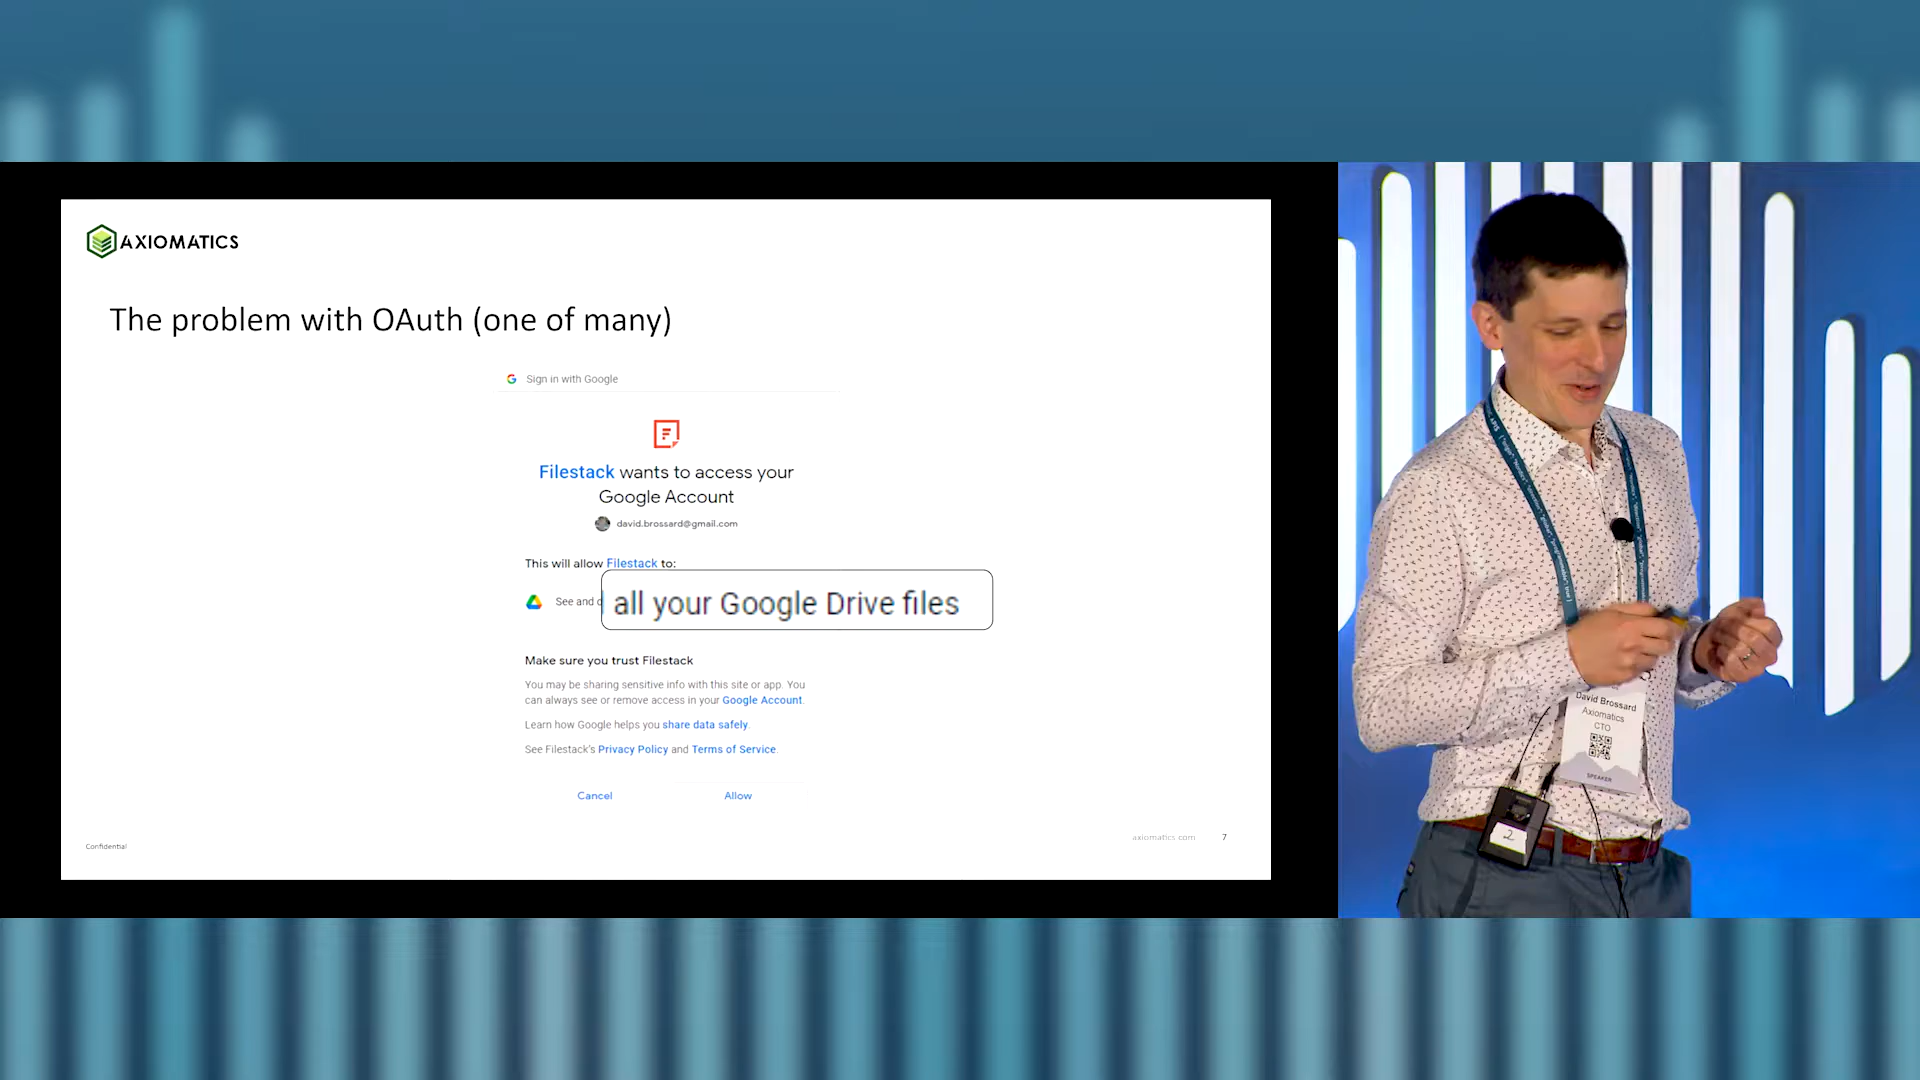 AXIOMATICS
The problem with OAuth (one of many)
Sign in with Google
Filestack wants to access your
Google Account
david.brossard@gmail.com
This will allow Filestack to:
See and d
all your Google Drive files
Make sure you trust Filestack
You may be sharing sensitive info with this site or app. You
can always see or remove access in your Google Account.
Learn how Google helps you share data safely.
See Filestack's Privacy Policy and Terms of Service.
Cancel
Allow
Confidential
axiomatics.com
7
David Brossard
Axiomatics
CTO
SPEAKER
2